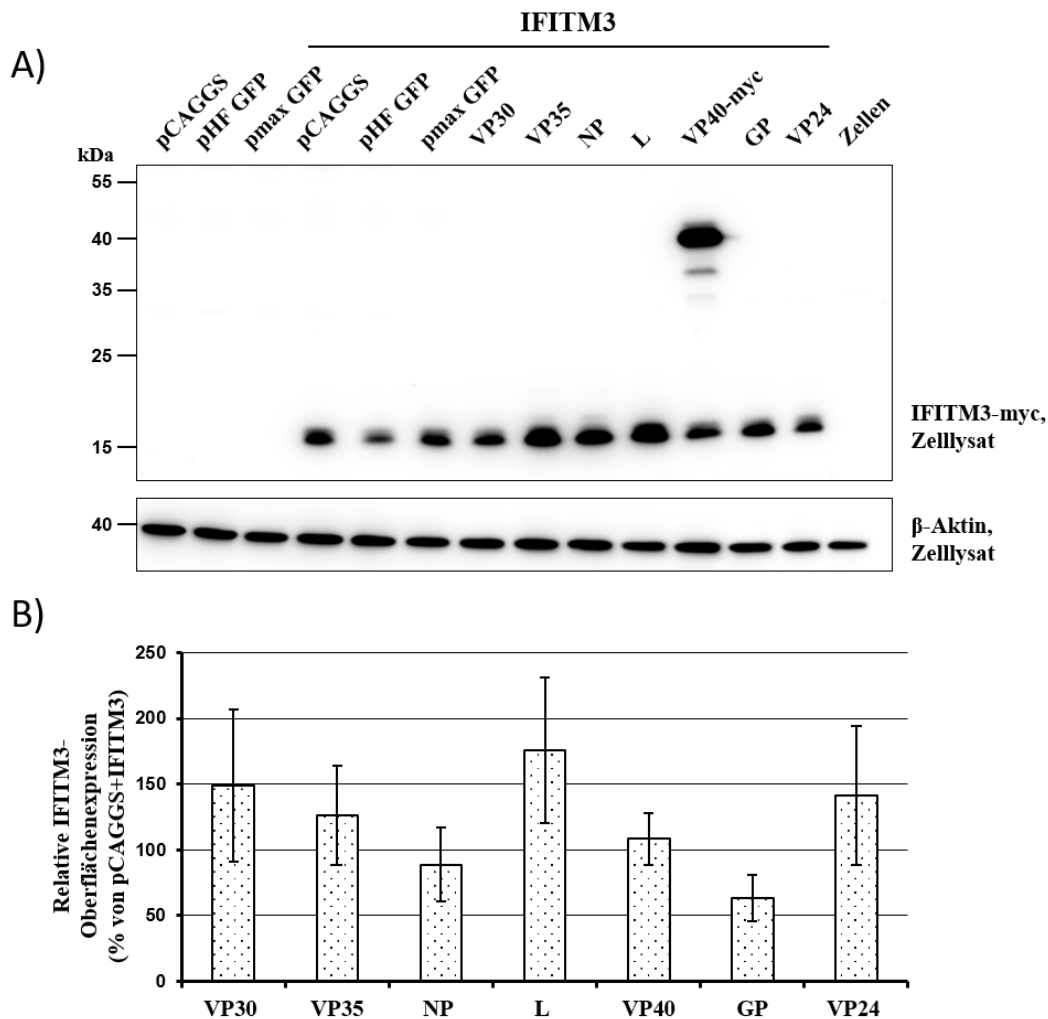 IFITM3
A)
pCAGGS
pHF GFP
pmax GFP
pCAGGS
pHF GFP
pmax GFP
VP30
VP35
NP
L
VP40-myc
GP
VP24
Zellen
kDa
55
40
35
25
15
IFITM3-myc,
Zelllysat
40
β-Aktin,
Zelllysat
B)
Relative IFITM3-
Oberflächenexpression
(% von pCAGGS+IFITM3)
250
200
150
100
50
0
VP30 VP35 NP L VP40 GP VP24